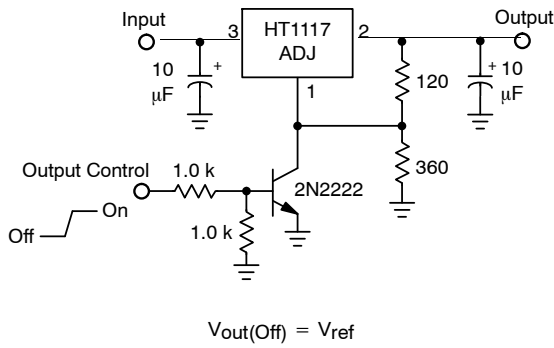 Input
Output
3
HT1117
ADJ
2
10
μF
+
1
120
+
10
μF
360
Output Control
1.0 k
2N2222
On
Off
1.0 k
Vout(Off) = Vref